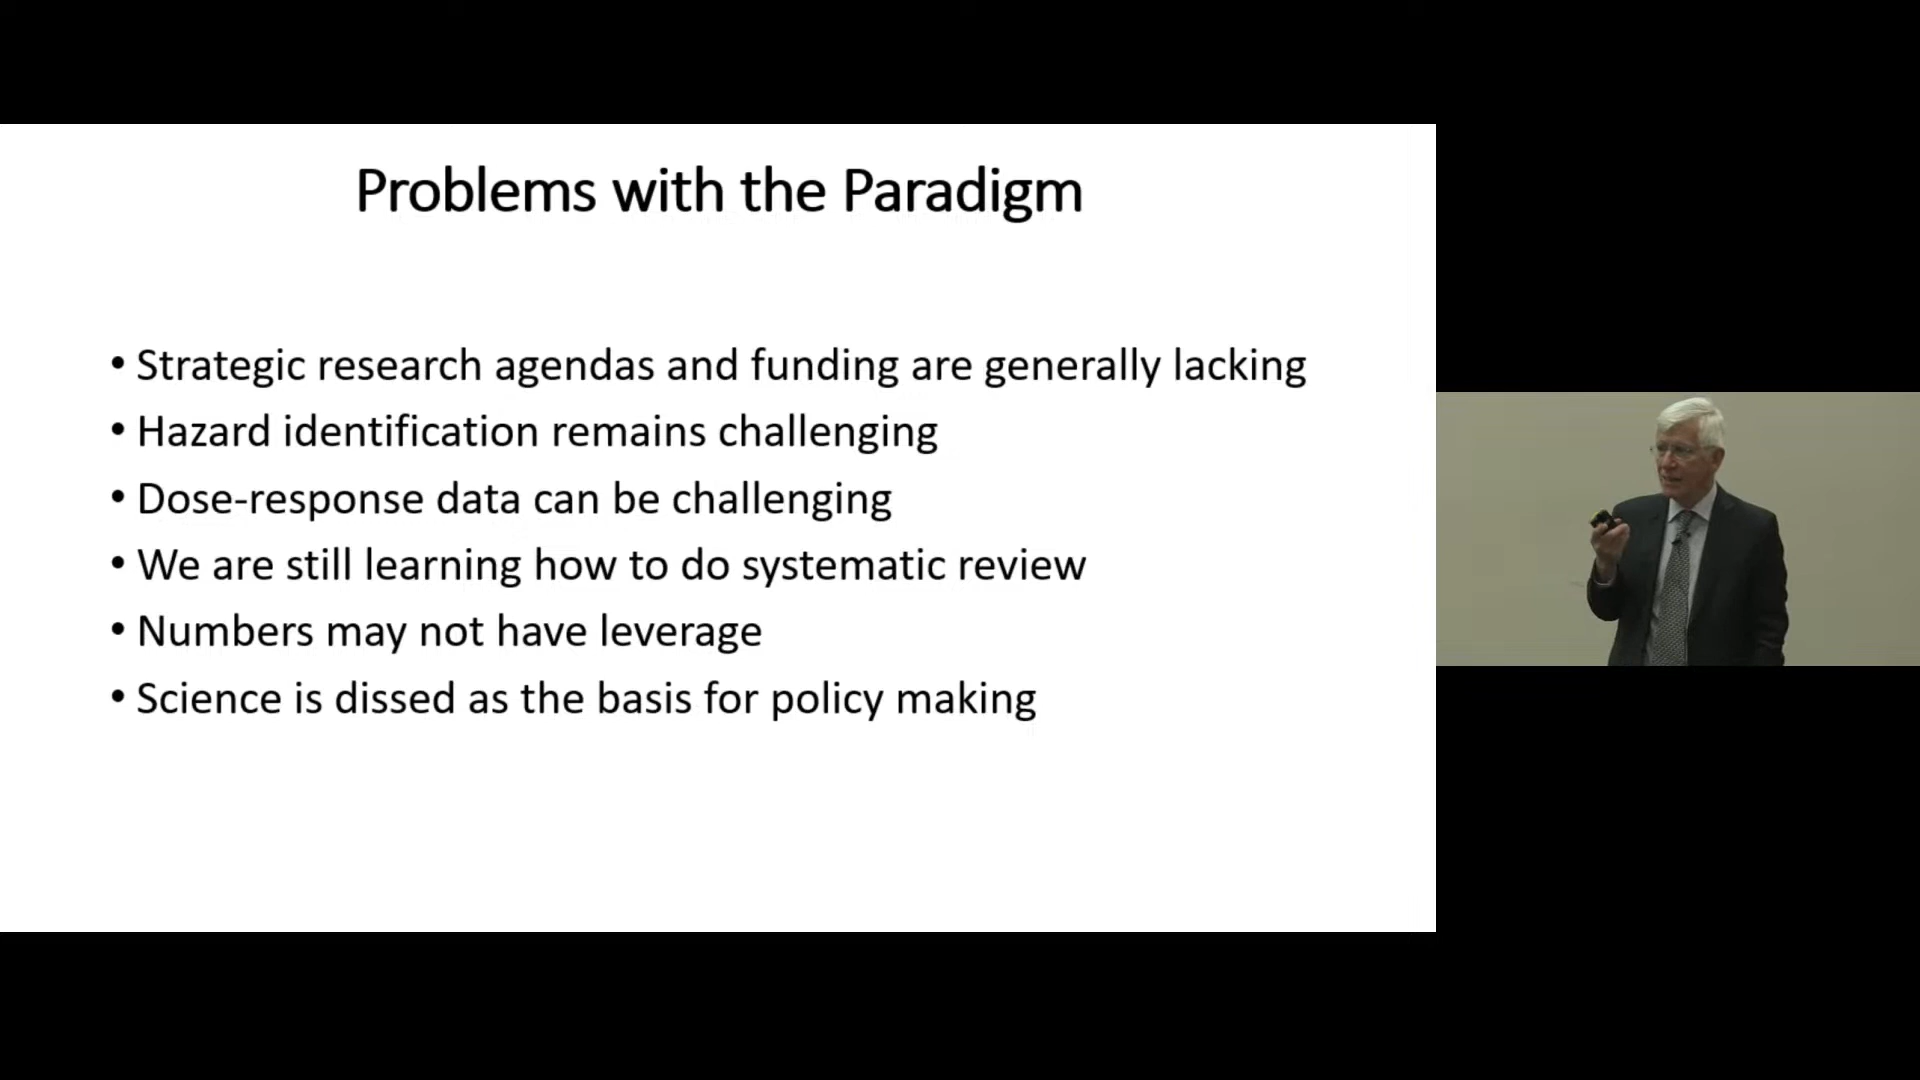 Problems with the Paradigm
• Strategic research agendas and funding are generally lacking
• Hazard identification remains challenging
• Dose-response data can be challenging
• We are still learning how to do systematic review
• Numbers may not have leverage
• Science is dissed as the basis for policy making